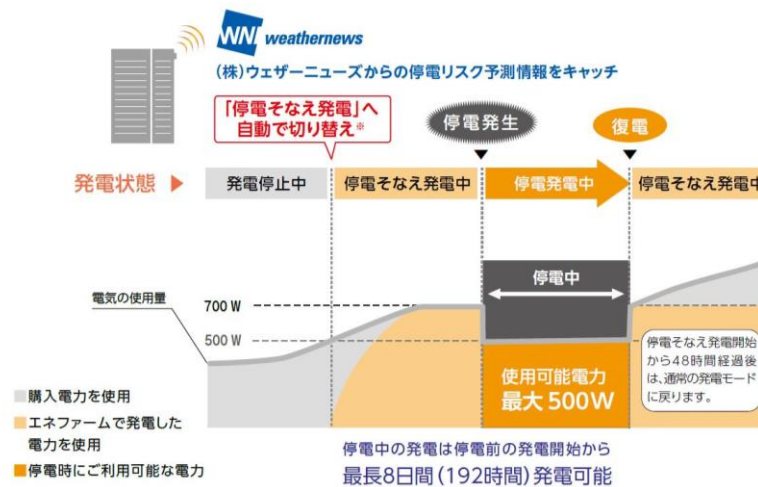 WNI weathernews
(株)ウェザーニューズからの停電リスク予測情報をキャッチ
「停電そなえ発電」へ
自動で切り替え※
停電発生
復電
発電状態 ▶
発電停止中
停電そなえ発電中
停電発電中
停電そなえ発電中
停電中
電気の使用量
700 W
500 W
停電そなえ発電開始
から48時間経過後
は、通常の発電モード
に戻ります。
使用可能電力
最大 500W
購入電力を使用
エネファームで発電した
電力を使用
停電時にご利用可能な電力
停電中の発電は停電前の発電開始から
最長8日間(192時間)発電可能